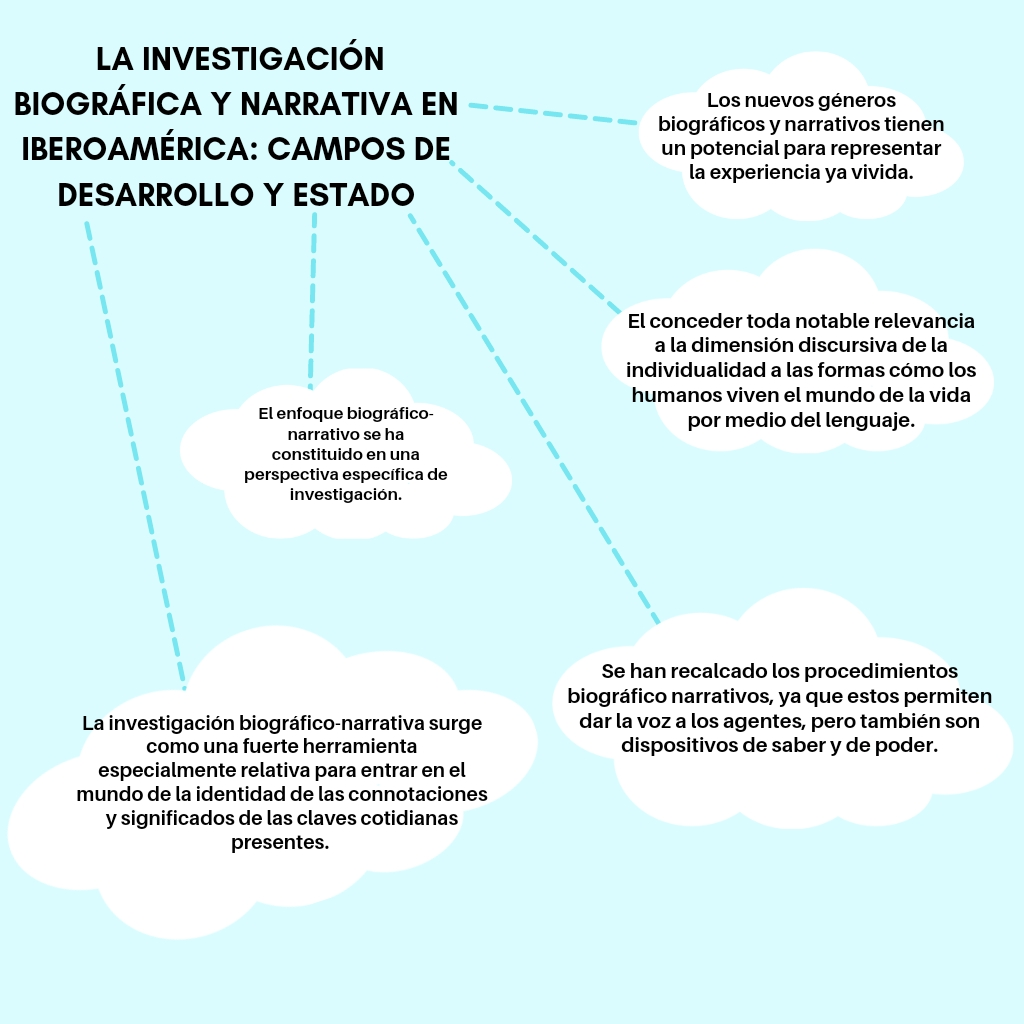 LA INVESTIGACIÓN
BIOGRÁFICA Y NARRATIVA EN
IBEROAMÉRICA: CAMPOS DE
DESARROLLO Y ESTADO
Los nuevos géneros
biográficos y narrativos tienen
un potencial para representar
la experiencia ya vivida.
El conceder toda notable relevancia
a la dimensión discursiva de la
individualidad a las formas cómo los
humanos viven el mundo de la vida
por medio del lenguaje.
El enfoque biográfico-
narrativo se ha
constituido en una
perspectiva específica de
investigación.
Se han recalcado los procedimientos
biográfico narrativos, ya que estos permiten
dar la voz a los agentes, pero también son
dispositivos de saber y de poder.
La investigación biográfico-narrativa surge
como una fuerte herramienta
especialmente relativa para entrar en el
mundo de la identidad de las connotaciones
y significados de las claves cotidianas
presentes.